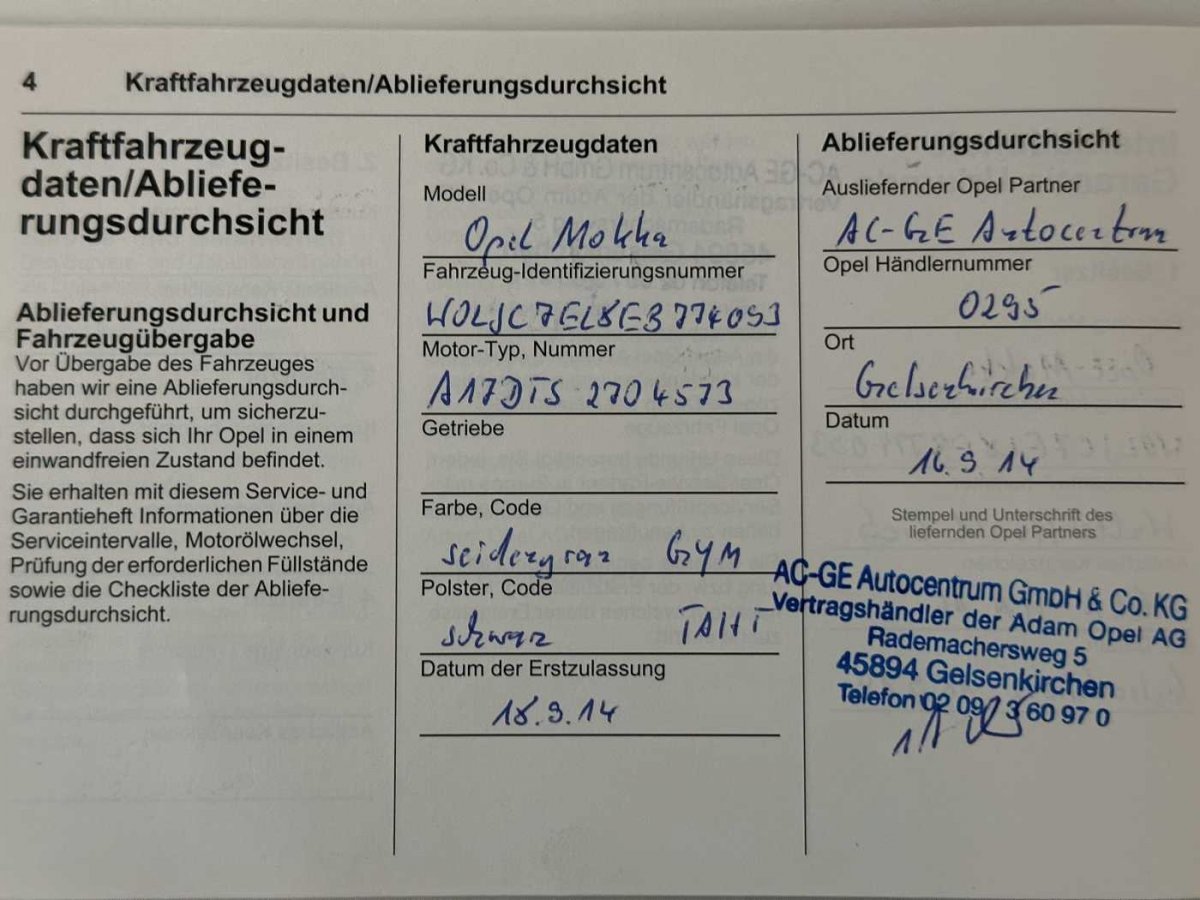 4 Kraftfahrzeugdaten/Ablieferungsdurchsicht
Kraftfahrzeug-
daten/Abliefe-
rungsdurchsicht
Ablieferungsdurchsicht und
Fahrzeugübergabe
Vor Übergabe des Fahrzeuges
haben wir eine Ablieferungsdurch-
sicht durchgeführt, um sicherzu-
stellen, dass sich Ihr Opel in einem
einwandfreien Zustand befindet.
Sie erhalten mit diesem Service- und
Garantieheft Informationen über die
Serviceintervalle, Motorölwechsel,
Prüfung der erforderlichen Füllstände
sowie die Checkliste der Abliefe-
rungsdurchsicht.
Kraftfahrzeugdaten
Modell
Opel Mokka
Fahrzeug-Identifizierungsnummer
W0LJC7EL8EB774093
Motor-Typ, Nummer
A17DTS 2704573
Getriebe
Farbe, Code
seidengrau GYM
Polster, Code
schwarz TAHT
Datum der Erstzulassung
18.9.14
Ablieferungsdurchsicht
Ausliefernder Opel Partner
AC-GE Autocentrum
Opel Händlernummer
0295
Ort
Gelsenkirchen
Datum
16.9.14
Stempel und Unterschrift des
liefernden Opel Partners
AC-GE Autocentrum GmbH & Co. KG
Vertragshändler der Adam Opel AG
Rademachersweg 5
45894 Gelsenkirchen
Telefon 02 09 / 3 60 97 0